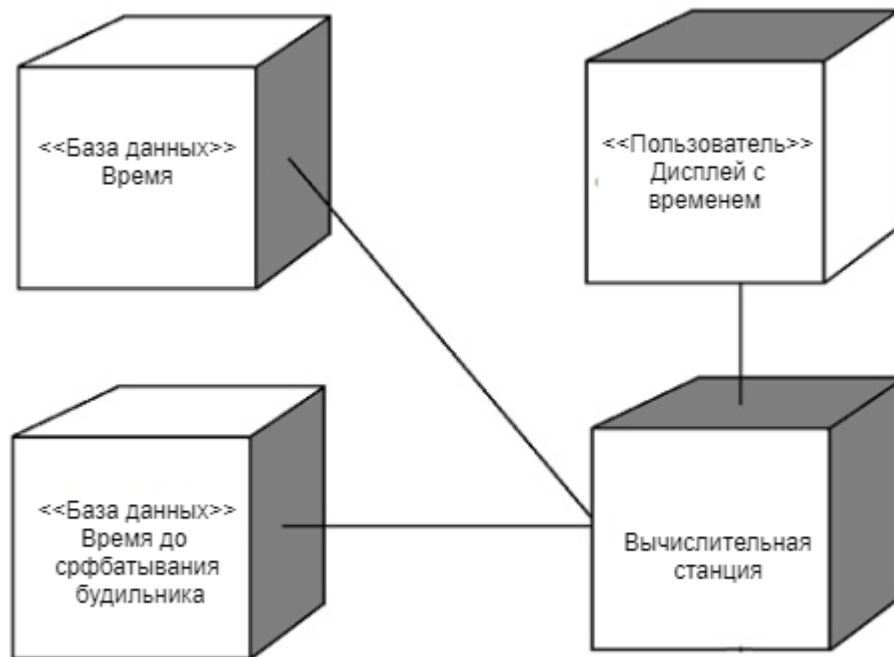 <<База данных>>
Время
<<Пользователь>>
Дисплей с
временем
<<База данных>>
Время до
срфбатывания
будильника
Вычислительная
станция